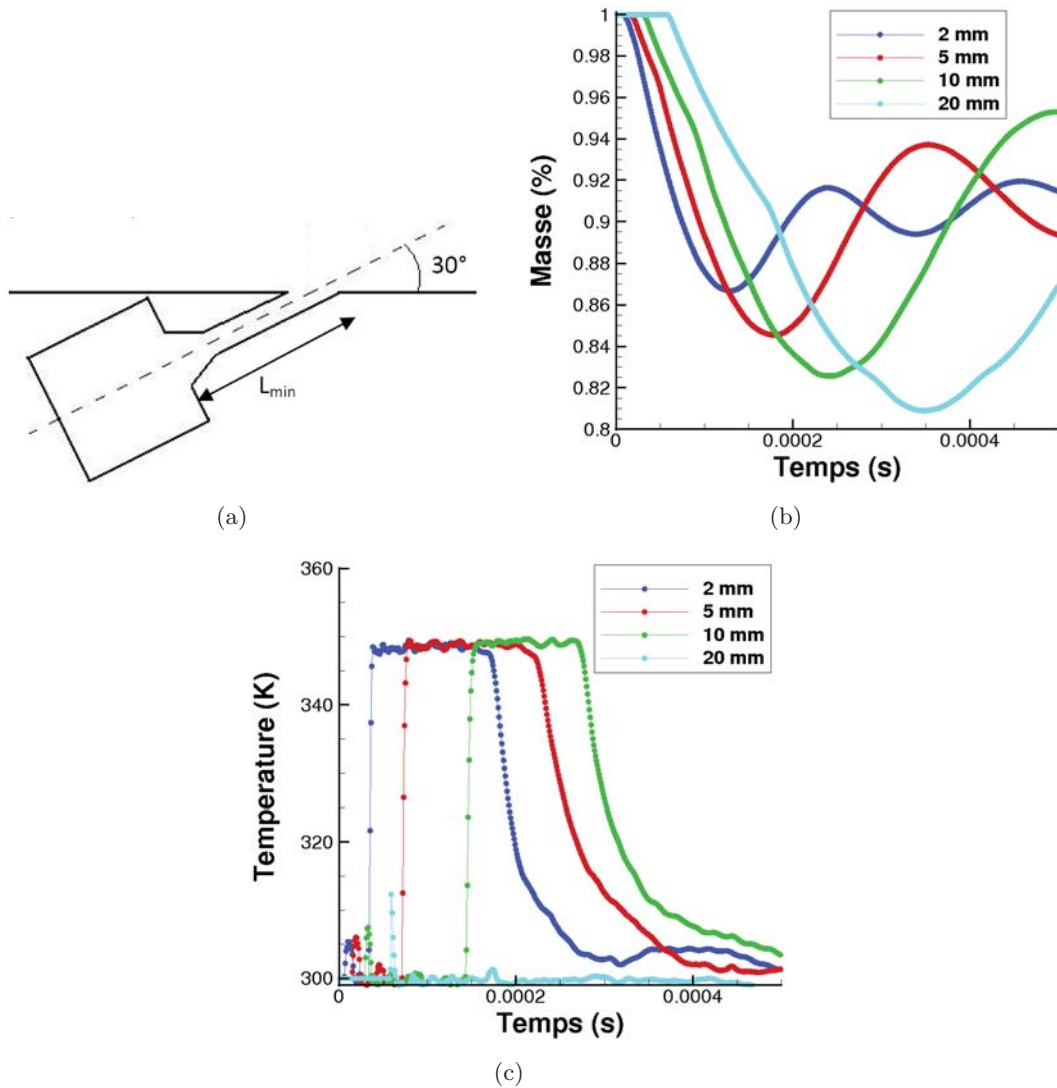 30°
L_min
(a)
1
0.98
0.96
0.94
0.92
0.9
0.88
0.86
0.84
0.82
0.8
Masse (%)
0
0.0002
0.0004
Temps (s)
2 mm
5 mm
10 mm
20 mm
(b)
360
340
320
300
Temperature (K)
0
0.0002
0.0004
Temps (s)
2 mm
5 mm
10 mm
20 mm
(c)